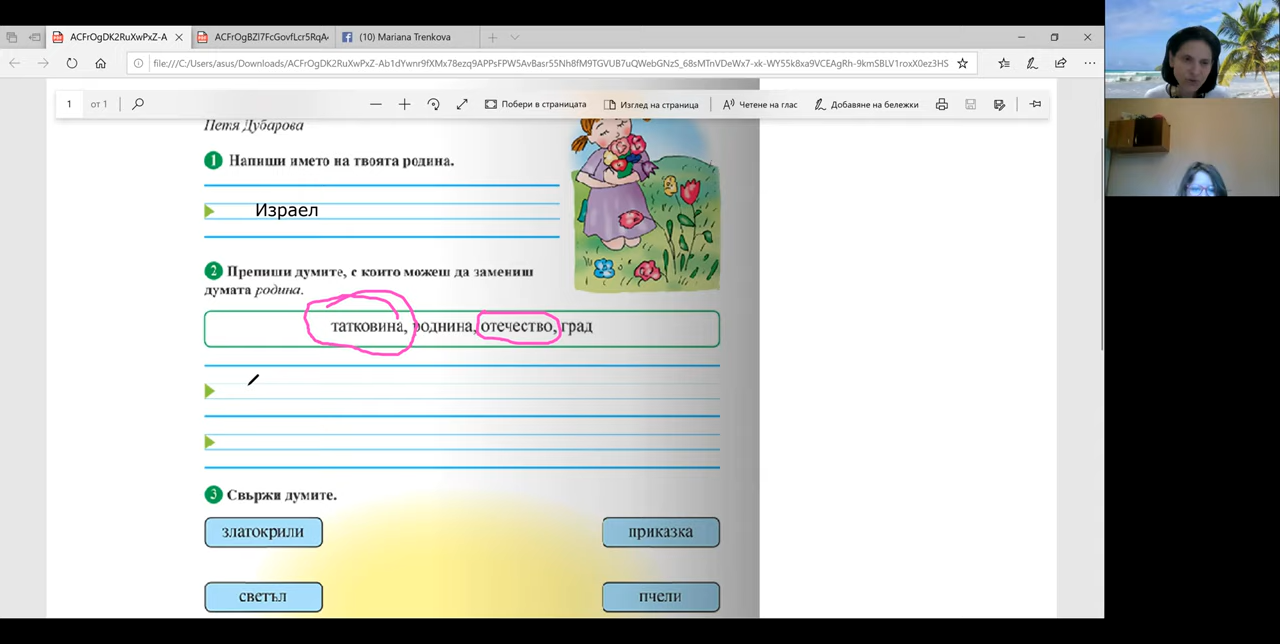 ACFrOgDK2RuXwPxZ-A
ACFrOgBZl7FcGovfLcr5RqA
(10) Mariana Trenkova
file:///C:/Users/asus/Downloads/ACFrOgDK2RuXwPxZ-Ab1dYwnr9fXMx78ezq9APPsFPW5AvBasr55Nh8fM9TGVUB7uQWebGNzS_68sMTnVDeWx7-xk-WY55k8xa9VCEAgRh-9kmSBLV1roxX0ez3HS
1 от 1 Побери в страницата Изглед на страница Четене на глас Добавяне на бележки
Петя Дубарова
1 Напиши името на твоята родина.
Израел
2 Препиши думите, с които можеш да замениш
думата родина.
татковина, роднина, отечество, град
3 Свържи думите.
златокрили приказка
светъл пчели